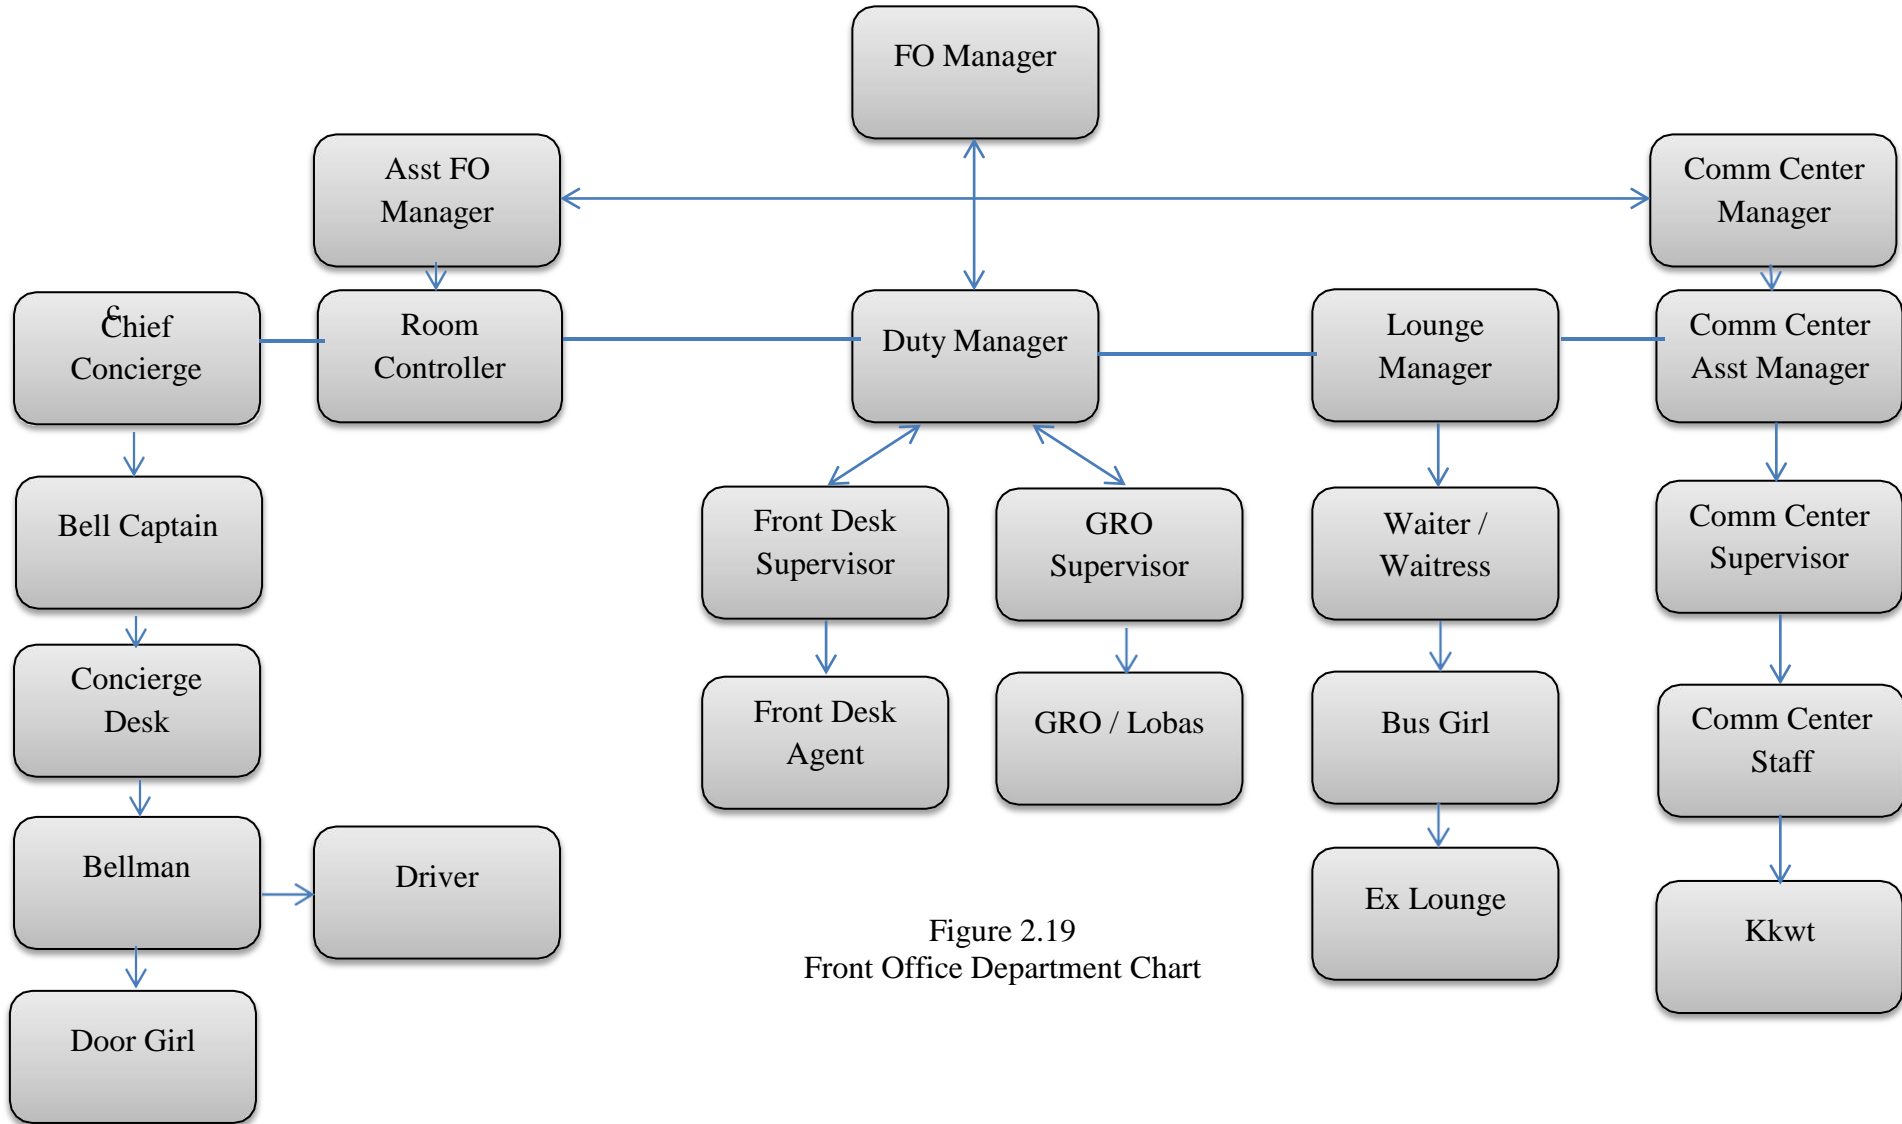 FO Manager
Asst FO
Manager
Comm Center
Manager
c
Chief
Concierge
Room
Controller
Duty Manager
Lounge
Manager
Comm Center
Asst Manager
Bell Captain
Front Desk
Supervisor
GRO
Supervisor
Waiter /
Waitress
Comm Center
Supervisor
Concierge
Desk
Front Desk
Agent
GRO / Lobas
Bus Girl
Comm Center
Staff
Bellman
Driver
Ex Lounge
Kkwt
Figure 2.19
Front Office Department Chart
Door Girl